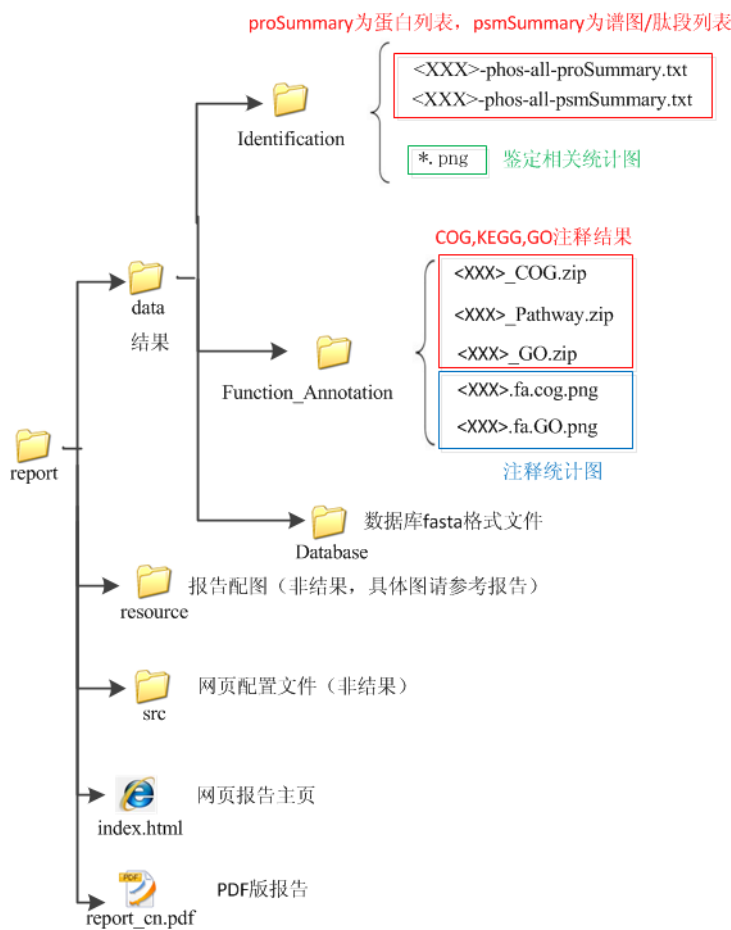 proSummary为蛋白列表，psmSummary为谱图/肽段列表
<XXX>-phos-all-proSummary.txt
<XXX>-phos-all-psmSummary.txt
Identification
*.png 鉴定相关统计图
COG,KEGG,GO注释结果
<XXX>_COG.zip
data
<XXX>_Pathway.zip
结果
<XXX>_GO.zip
Function_Annotation
<XXX>.fa.cog.png
<XXX>.fa.GO.png
report
注释统计图
数据库fasta格式文件
Database
报告配图（非结果，具体图请参考报告）
resource
网页配置文件（非结果）
src
网页报告主页
index.html
PDF
PDF版报告
report_cn.pdf